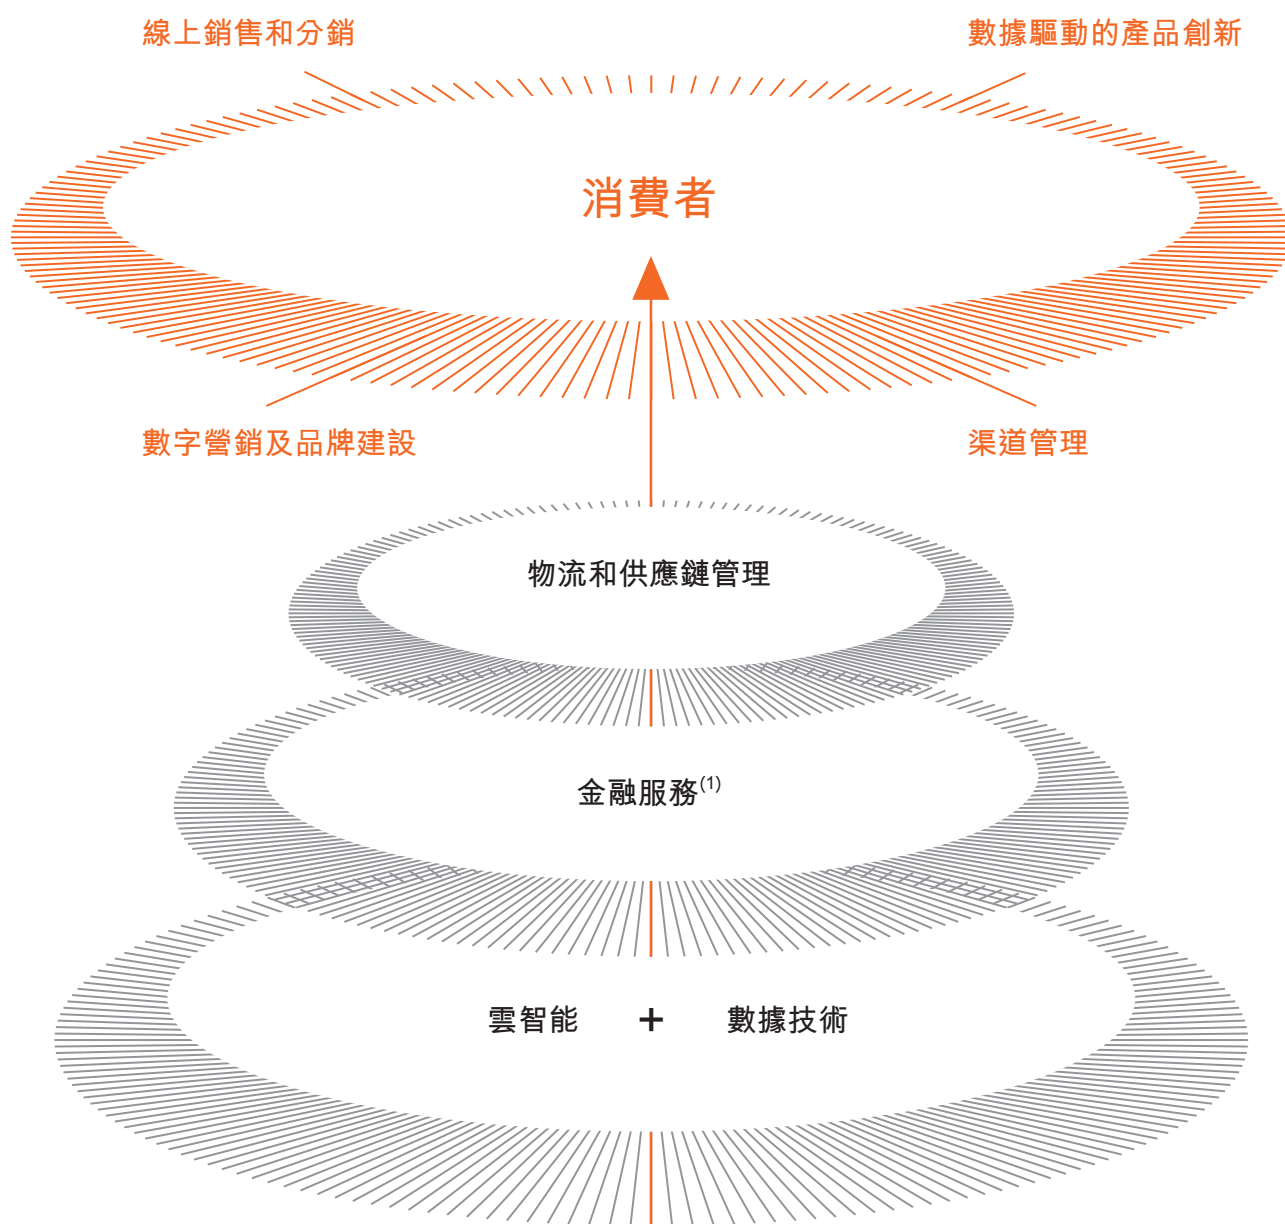 線上銷售和分銷
數據驅動的產品創新
消費者
數字營銷及品牌建設
渠道管理
物流和供應鏈管理
金融服務(1)
雲智能 + 數據技術